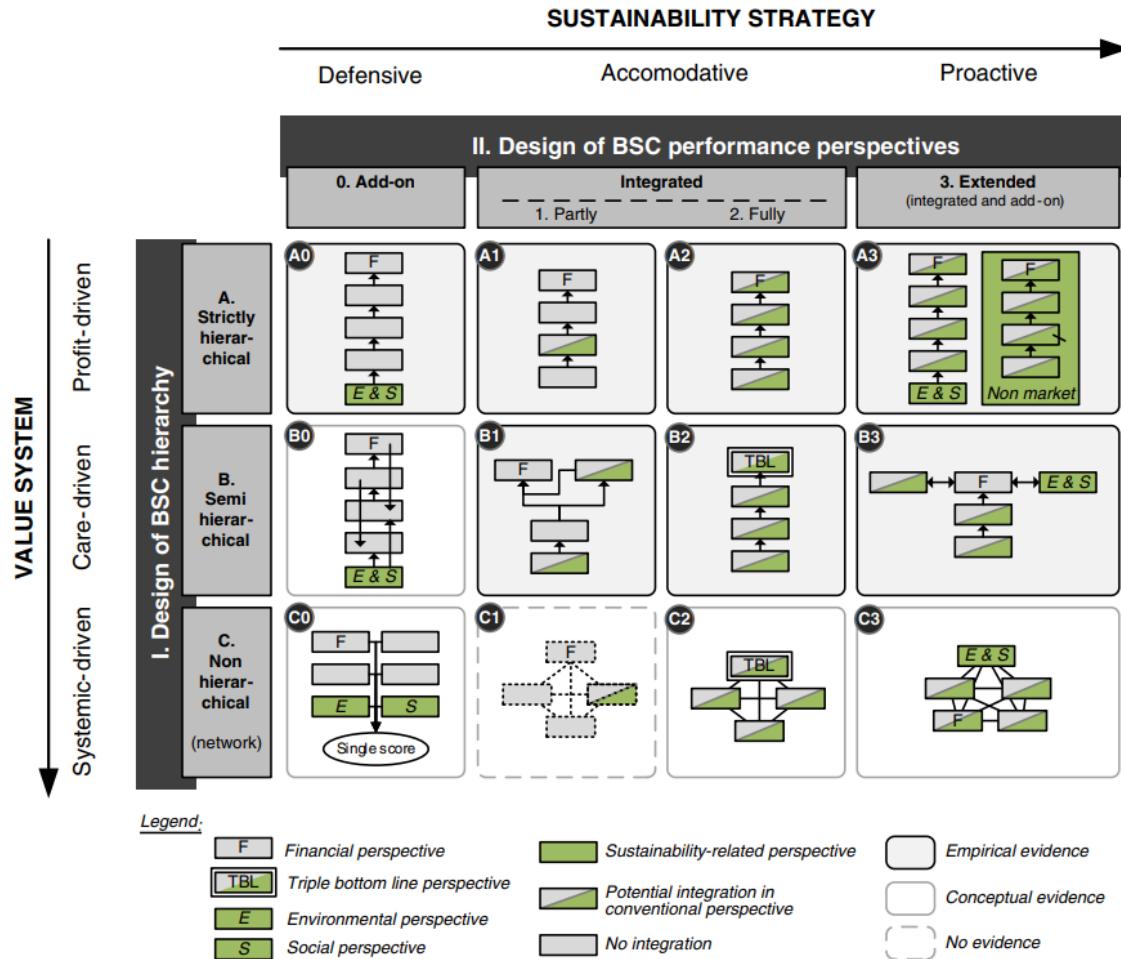 SUSTAINABILITY STRATEGY
Defensive
Accomodative
Proactive
II. Design of BSC performance perspectives
0. Add-on
Integrated
1. Partly
2. Fully
3. Extended
(integrated and add-on)
VALUE SYSTEM
Profit-driven
Care-driven
Systemic-driven
I. Design of BSC hierarchy
A.
Strictly
hierar-
chical
A0
F
E & S
A1
F
A2
F
A3
F
E & S
F
Non market
B.
Semi
hierar-
chical
B0
F
E & S
B1
F
B2
TBL
B3
F
E & S
C.
Non
hierar-
chical
(network)
C0
F
E
S
Single score
C1
F
C2
TBL
C3
E & S
F
Legend:
F
Financial perspective
TBL
Triple bottom line perspective
E
Environmental perspective
S
Social perspective
Sustainability-related perspective
Potential integration in
conventional perspective
No integration
Empirical evidence
Conceptual evidence
No evidence